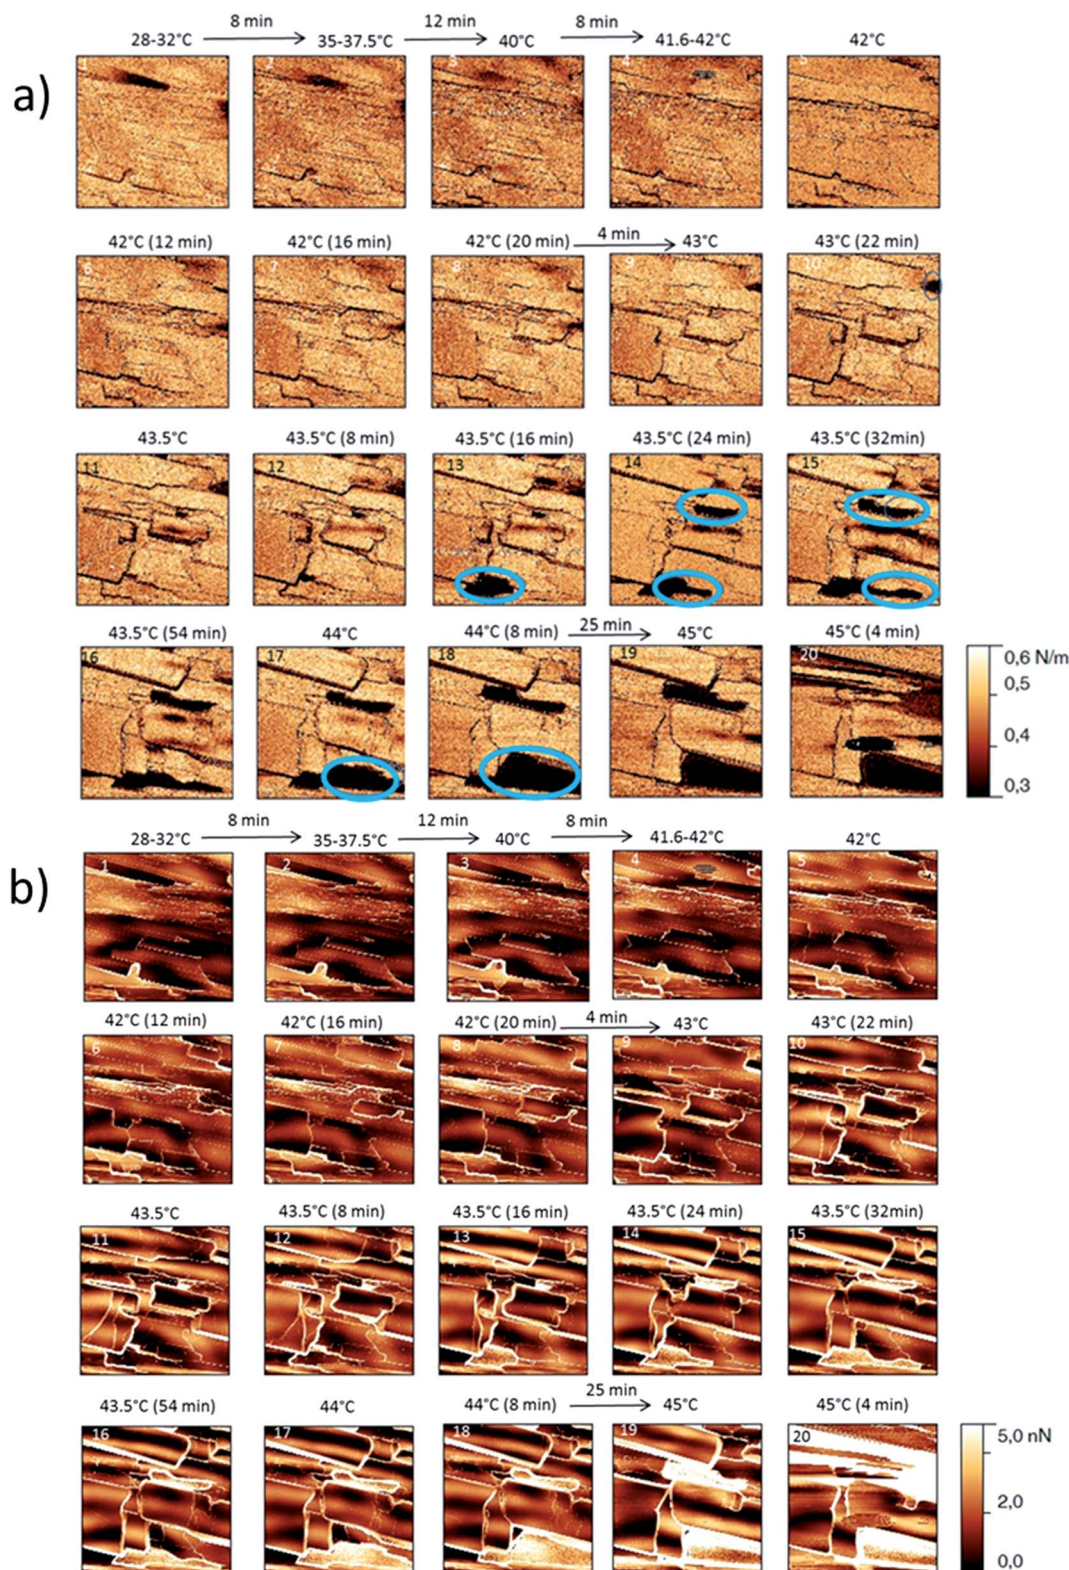 8 min 12 min 8 min
28-32°C 35-37.5°C 40°C 41.6-42°C 42°C
a)
1 2 3 4 5
42°C (12 min) 42°C (16 min) 42°C (20 min) 4 min 43°C 43°C (22 min)
6 7 8 9 10
43.5°C 43.5°C (8 min) 43.5°C (16 min) 43.5°C (24 min) 43.5°C (32min)
11 12 13 14 15
43.5°C (54 min) 44°C 44°C (8 min) 25 min 45°C 45°C (4 min)
16 17 18 19 20
0,6 N/m
0,5
0,4
0,3
8 min 12 min 8 min
28-32°C 35-37.5°C 40°C 41.6-42°C 42°C
b)
1 2 3 4 5
42°C (12 min) 42°C (16 min) 42°C (20 min) 4 min 43°C 43°C (22 min)
6 7 8 9 10
43.5°C 43.5°C (8 min) 43.5°C (16 min) 43.5°C (24 min) 43.5°C (32min)
11 12 13 14 15
43.5°C (54 min) 44°C 44°C (8 min) 25 min 45°C 45°C (4 min)
16 17 18 19 20
5,0 nN
2,0
0,0